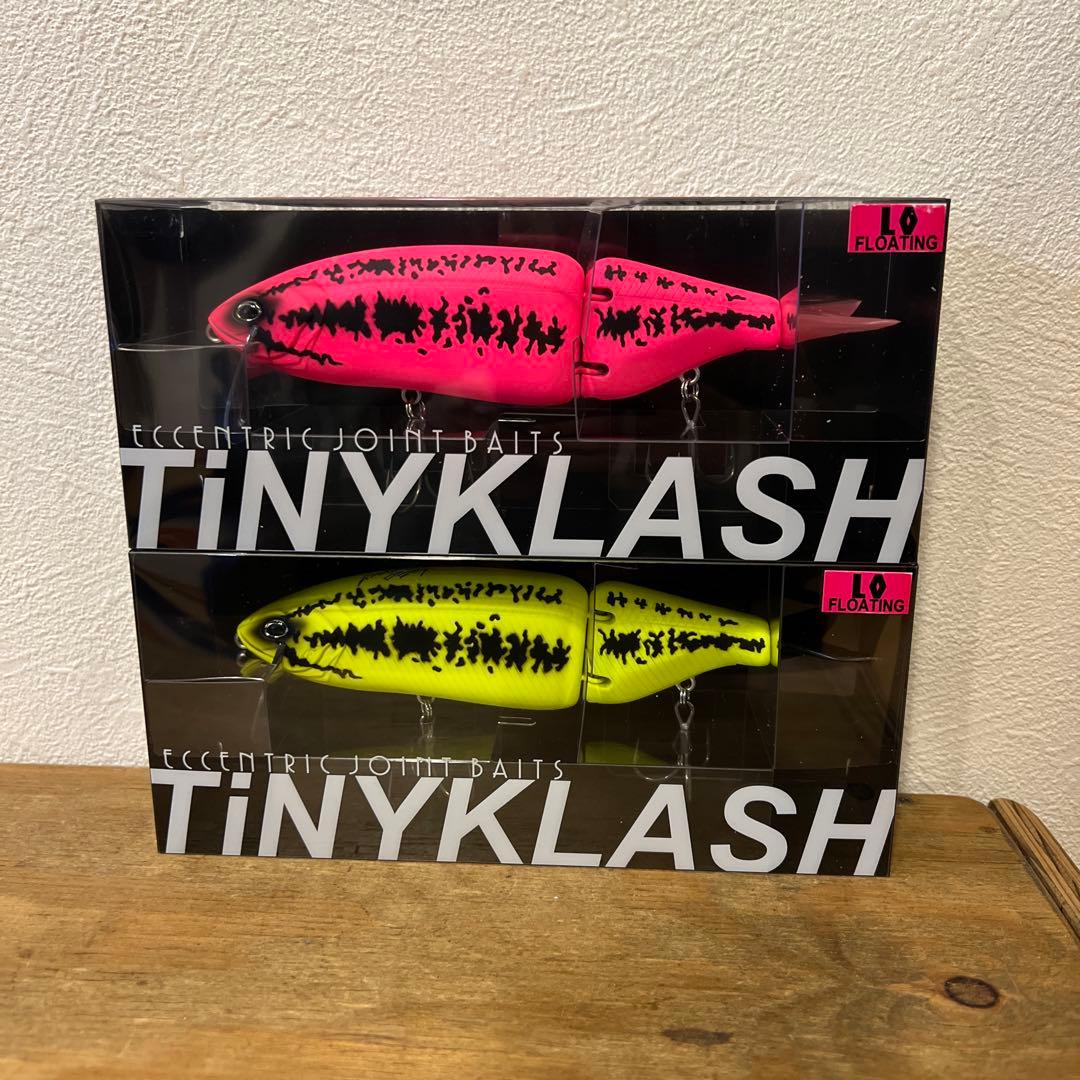 LO
FLOATING
ECCENTRIC JOINT BAITS
TiNYKLASH
LO
FLOATING
ECCENTRIC JOINT BAITS
TiNYKLASH